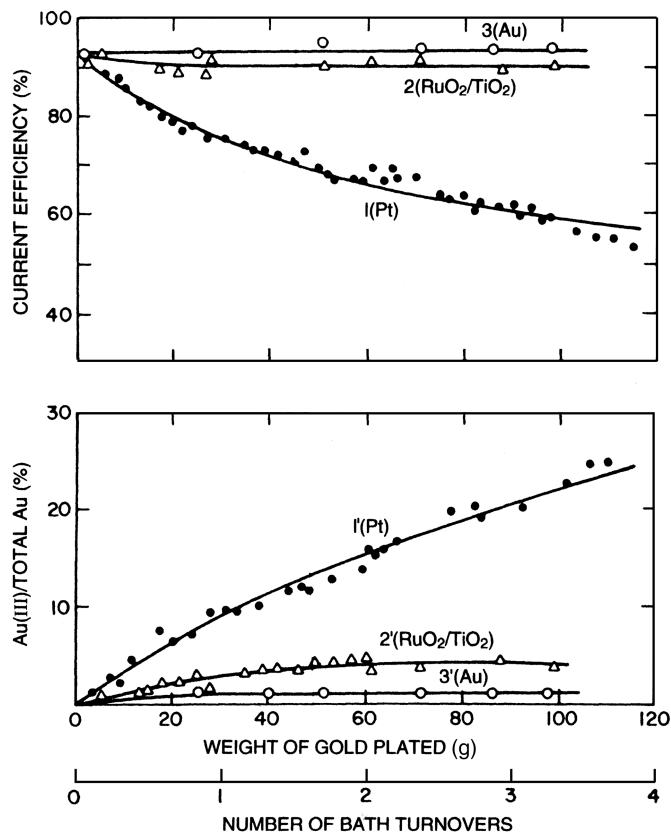 100
80
60
40
CURRENT EFFICIENCY (%)
3(Au)
2(RuO₂/TiO₂)
I(Pt)
30
20
10
0
Au(III)/TOTAL Au (%)
I'(Pt)
2'(RuO₂/TiO₂)
3'(Au)
0 20 40 60 80 100 120
WEIGHT OF GOLD PLATED (g)
0 1 2 3 4
NUMBER OF BATH TURNOVERS